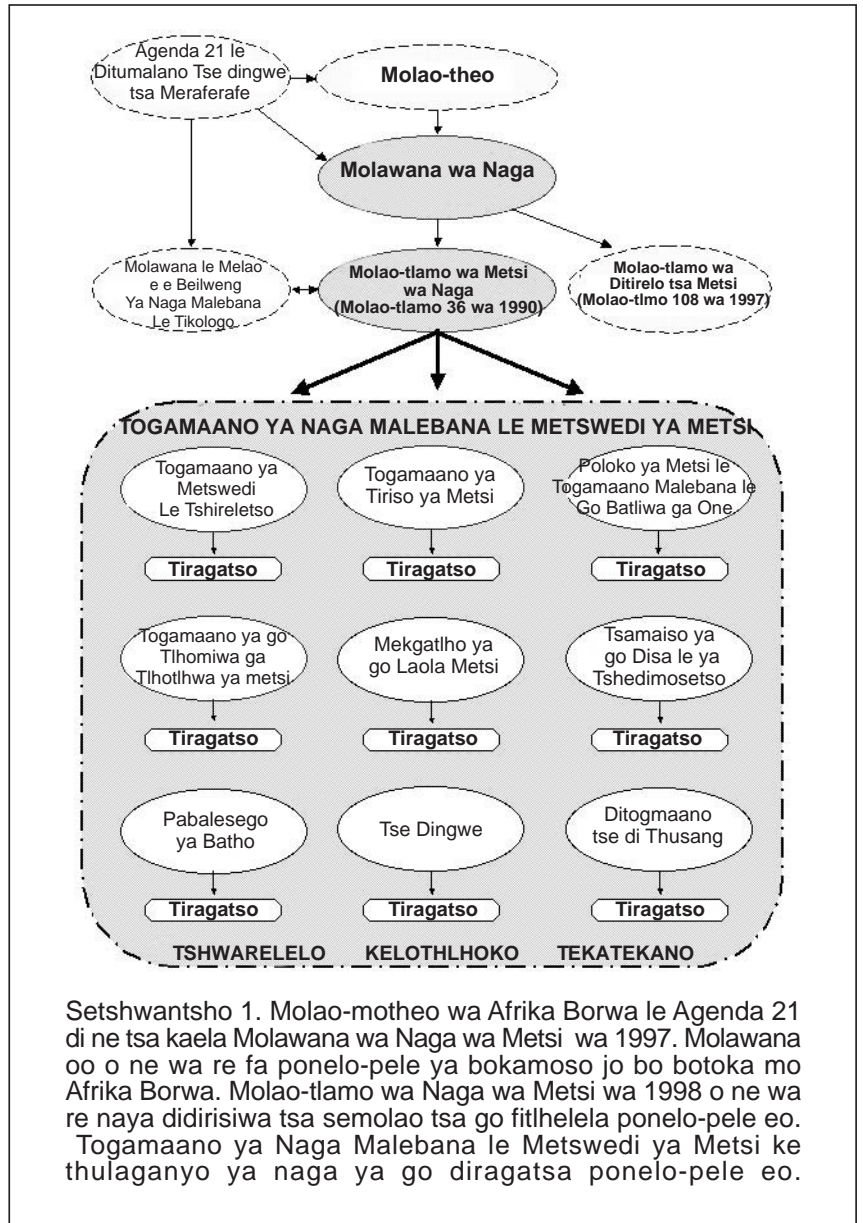 Agenda 21 le
Ditumalano Tse dingwe
tsa Meraferafe
Molao-theo
Molawana wa Naga
Molawana le Melao
e e Beilweng
Ya Naga Malebana
Le Tikologo
Molao-tlamo wa Metsi
wa Naga
(Molao-tlamo 36 wa 1990)
Molao-tlamo wa
Ditirelo tsa Metsi
(Molao-tlmo 108 wa 1997)
TOGAMAANO YA NAGA MALEBANA LE METSWEDI YA METSI
Togamaano ya
Metswedi
Le Tshireletso
Togamaano ya
Tiriso ya Metsi
Poloko ya Metsi le
Togamaano Malebana le
Go Batliwa ga One.
Tiragatso
Tiragatso
Tiragatso
Togamaano ya go
Tlhomiwa ga
Tlhotlhwa ya metsi
Mekgatlho ya
go Laola Metsi
Tsamaiso ya
go Disa le ya
Tshedimosetso
Tiragatso
Tiragatso
Tiragatso
Pabalesego
ya Batho
Tse Dingwe
Ditogmaano
tse di Thusang
Tiragatso
Tiragatso
Tiragatso
TSHWARELELO KELOTHLHOKO TEKATEKANO
Setshwantsho 1. Molao-motheo wa Afrika Borwa le Agenda 21
di ne tsa kaela Molawana wa Naga wa Metsi wa 1997. Molawana
oo o ne wa re fa ponelo-pele ya bokamoso jo bo botoka mo
Afrika Borwa. Molao-tlamo wa Naga wa Metsi wa 1998 o ne wa
re naya didirisiwa tsa semolao tsa go fitlhelela ponelo-pele eo.
Togamaano ya Naga Malebana le Metswedi ya Metsi ke
thulaganyo ya naga ya go diragatsa ponelo-pele eo.